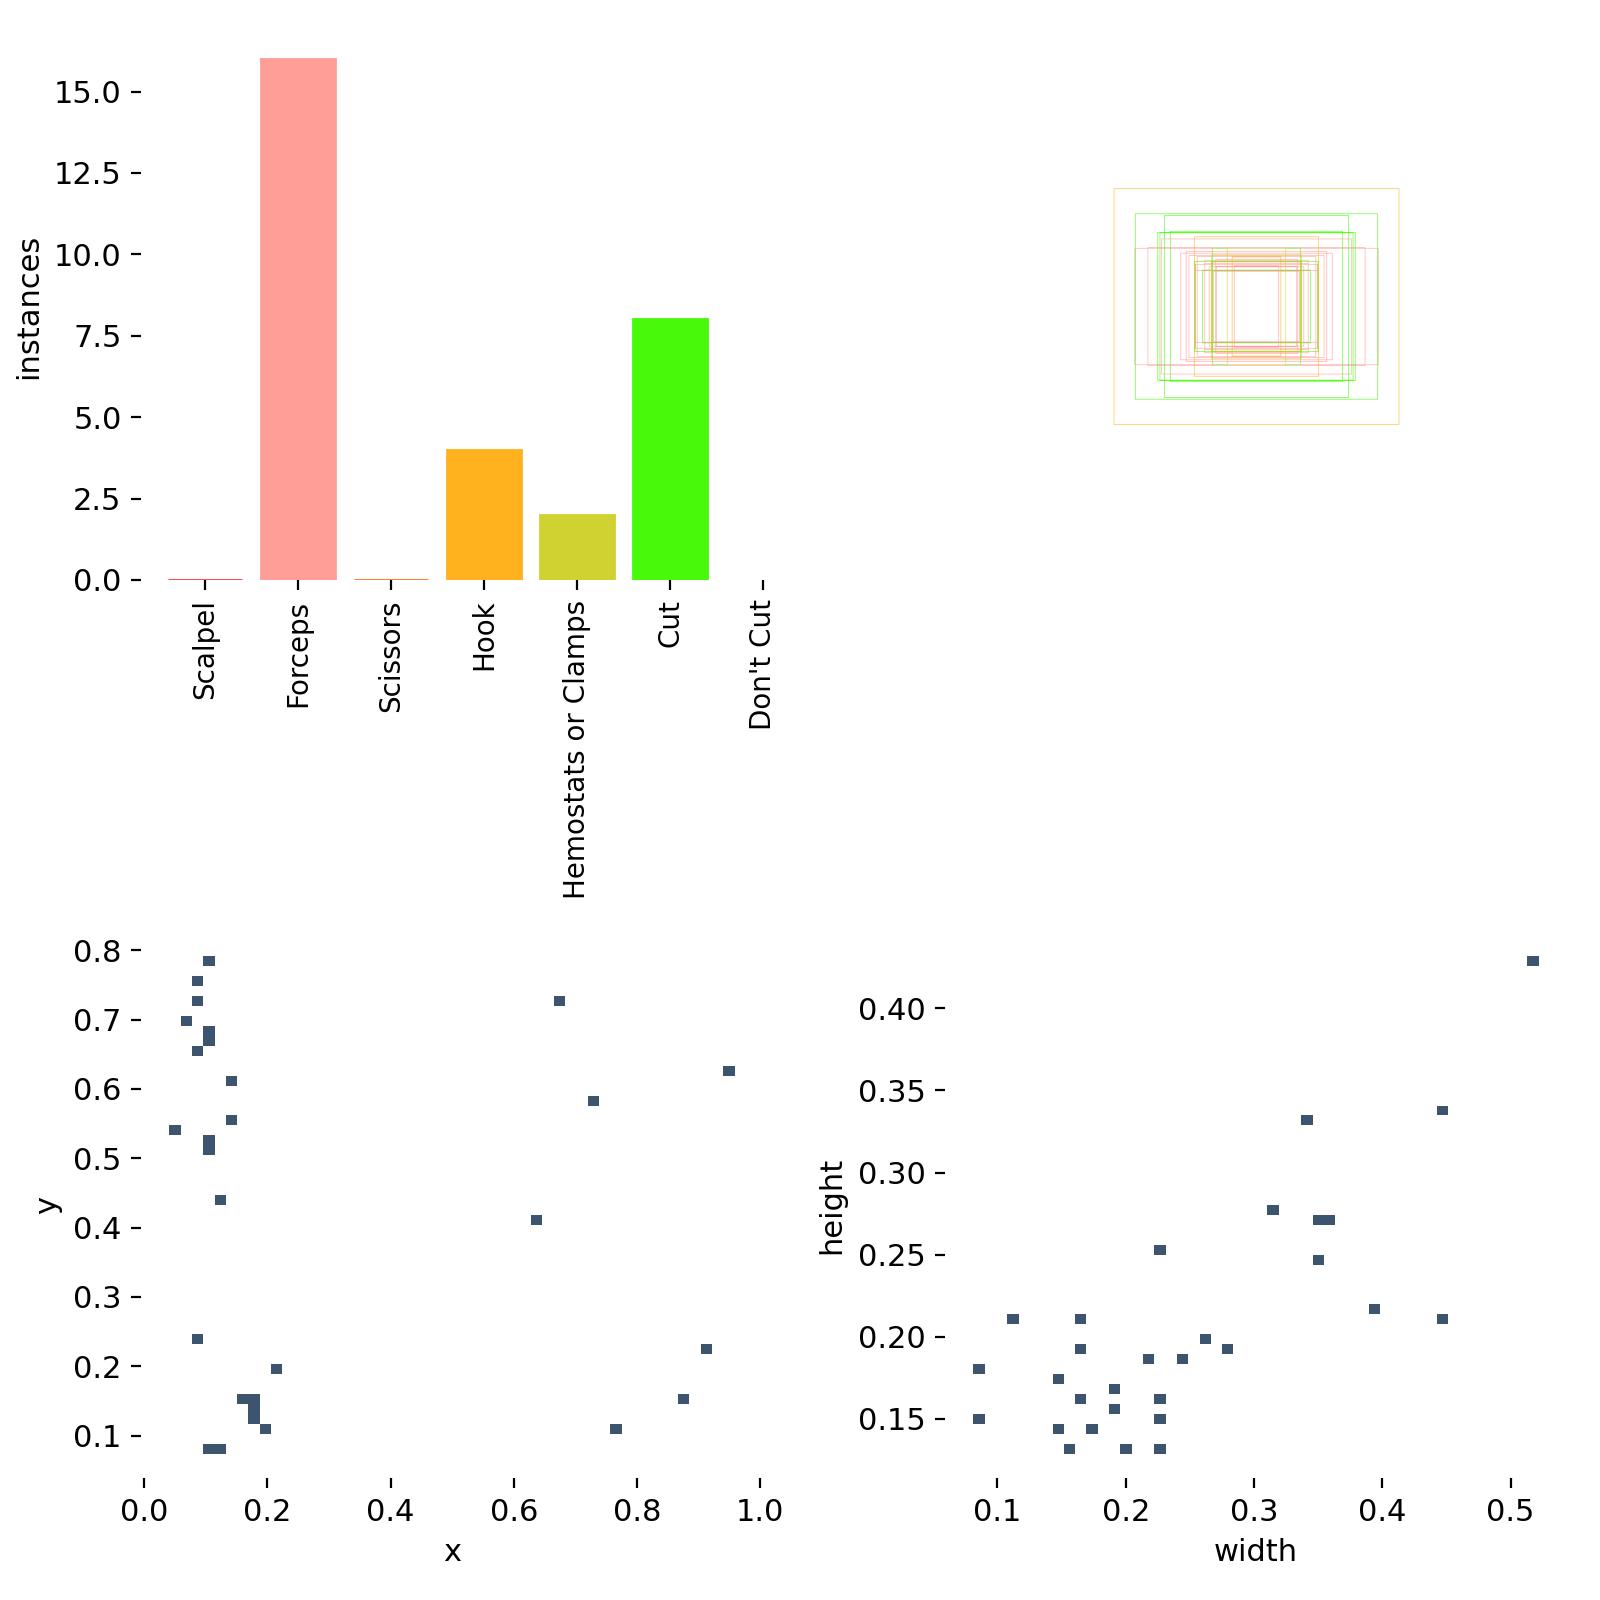 instances
15.0
12.5
10.0
7.5
5.0
2.5
0.0
Scalpel
Forceps
Scissors
Hook
Hemostats or Clamps
Cut
Don't Cut
y
0.8
0.7
0.6
0.5
0.4
0.3
0.2
0.1
0.0 0.2 0.4 0.6 0.8 1.0
x
height
0.40
0.35
0.30
0.25
0.20
0.15
0.1 0.2 0.3 0.4 0.5
width